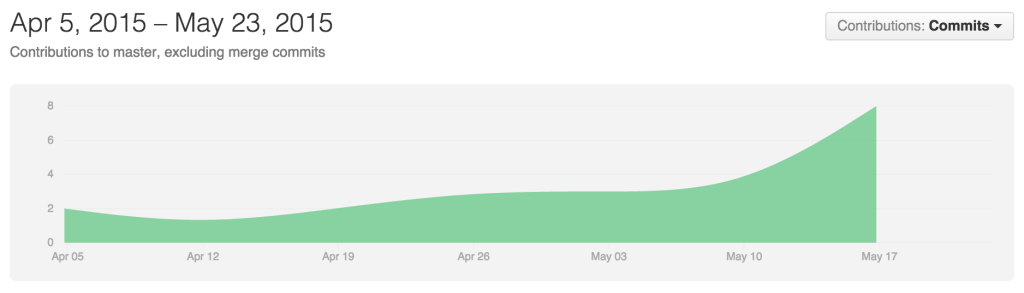 Apr 5, 2015 – May 23, 2015
Contributions: Commits
Contributions to master, excluding merge commits
8
6
4
2
0
Apr 05 Apr 12 Apr 19 Apr 26 May 03 May 10 May 17